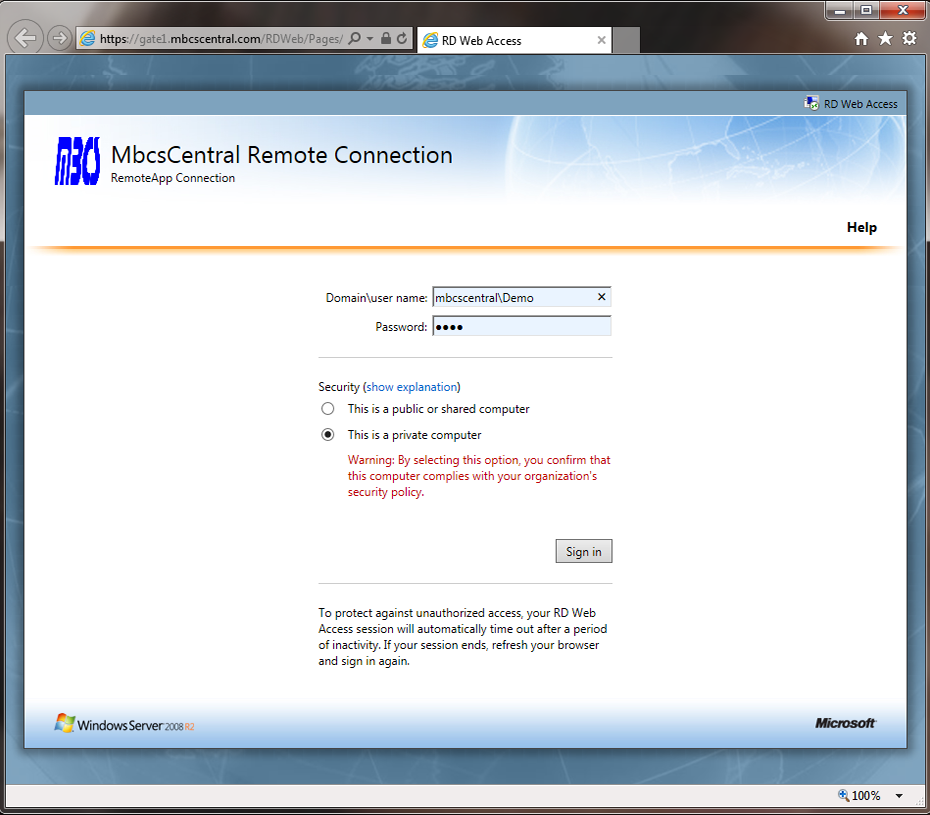 https://gate1.mbcscentral.com/RDWeb/Pages/
RD Web Access
RD Web Access
MBCS
MbcsCentral Remote Connection
RemoteApp Connection
Help
Domain\user name: mbcscentral\Demo
Password: ●●●●
Security (show explanation)
This is a public or shared computer
This is a private computer
Warning: By selecting this option, you confirm that
this computer complies with your organization's
security policy.
Sign in
To protect against unauthorized access, your RD Web
Access session will automatically time out after a period
of inactivity. If your session ends, refresh your browser
and sign in again.
Windows Server 2008 R2
Microsoft
100%